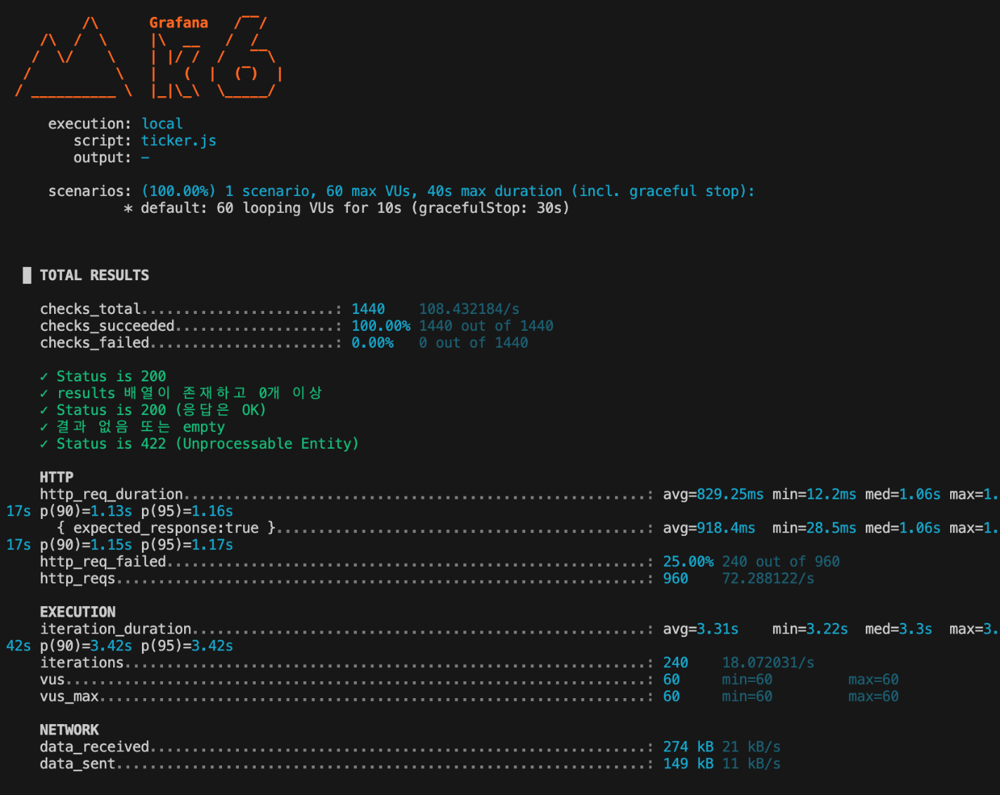 Grafana
execution: local
script: ticker.js
output: -
scenarios: (100.00%) 1 scenario, 60 max VUs, 40s max duration (incl. graceful stop):
* default: 60 looping VUs for 10s (gracefulStop: 30s)
█ TOTAL RESULTS
checks_total.......................: 1440 108.432184/s
checks_succeeded...................: 100.00% 1440 out of 1440
checks_failed......................: 0.00% 0 out of 1440
✓ Status is 200
✓ results 배열이 존재하고 0개 이상
✓ Status is 200 (응답은 OK)
✓ 결과 없음 또는 empty
✓ Status is 422 (Unprocessable Entity)
HTTP
http_req_duration.......................................................: avg=829.25ms min=12.2ms med=1.06s max=1.
17s p(90)=1.13s p(95)=1.16s
{ expected_response:true }............................................: avg=918.4ms min=28.5ms med=1.06s max=1.
17s p(90)=1.15s p(95)=1.17s
http_req_failed.........................................................: 25.00% 240 out of 960
http_reqs...............................................................: 960 72.288122/s
EXECUTION
iteration_duration......................................................: avg=3.31s min=3.22s med=3.3s max=3.
42s p(90)=3.42s p(95)=3.42s
iterations..............................................................: 240 18.072031/s
vus.....................................................................: 60 min=60 max=60
vus_max.................................................................: 60 min=60 max=60
NETWORK
data_received...........................................................: 274 kB 21 kB/s
data_sent...............................................................: 149 kB 11 kB/s